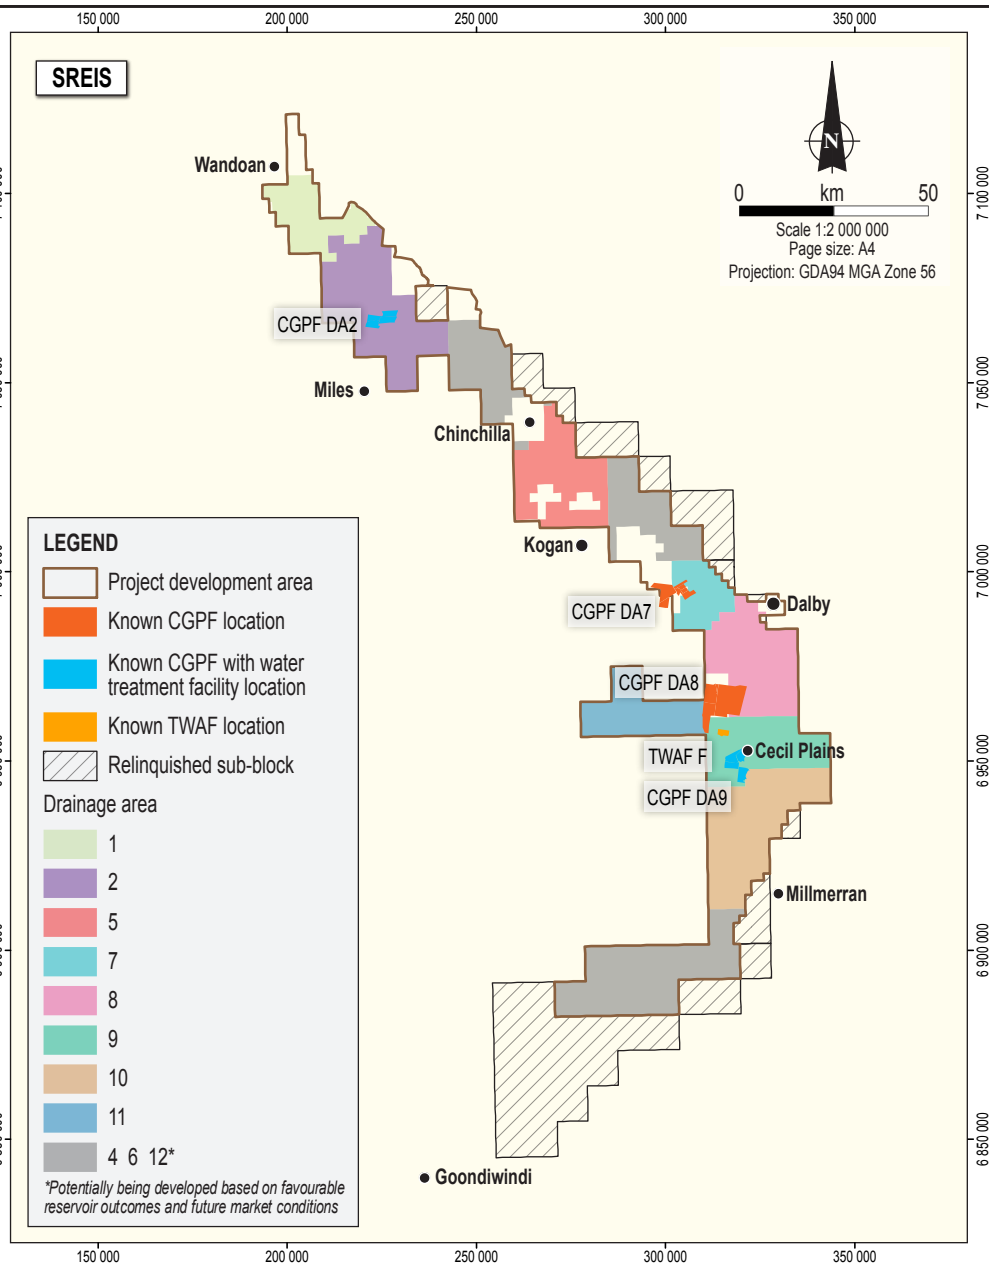 150 000 200 000 250 000 300 000 350 000
SREIS
N
0 km 50
Scale 1:2 000 000
Page size: A4
Projection: GDA94 MGA Zone 56
Wandoan
7 100 000
CGPF DA2
Miles
7 050 000
Chinchilla
Kogan
7 000 000
CGPF DA7
Dalby
CGPF DA8
TWAF F
Cecil Plains
6 950 000
CGPF DA9
Millmerran
6 900 000
6 850 000
Goondiwindi
LEGEND
Project development area
Known CGPF location
Known CGPF with water
treatment facility location
Known TWAF location
Relinquished sub-block
Drainage area
1
2
5
7
8
9
10
11
4 6 12*
*Potentially being developed based on favourable
reservoir outcomes and future market conditions
150 000 200 000 250 000 300 000 350 000